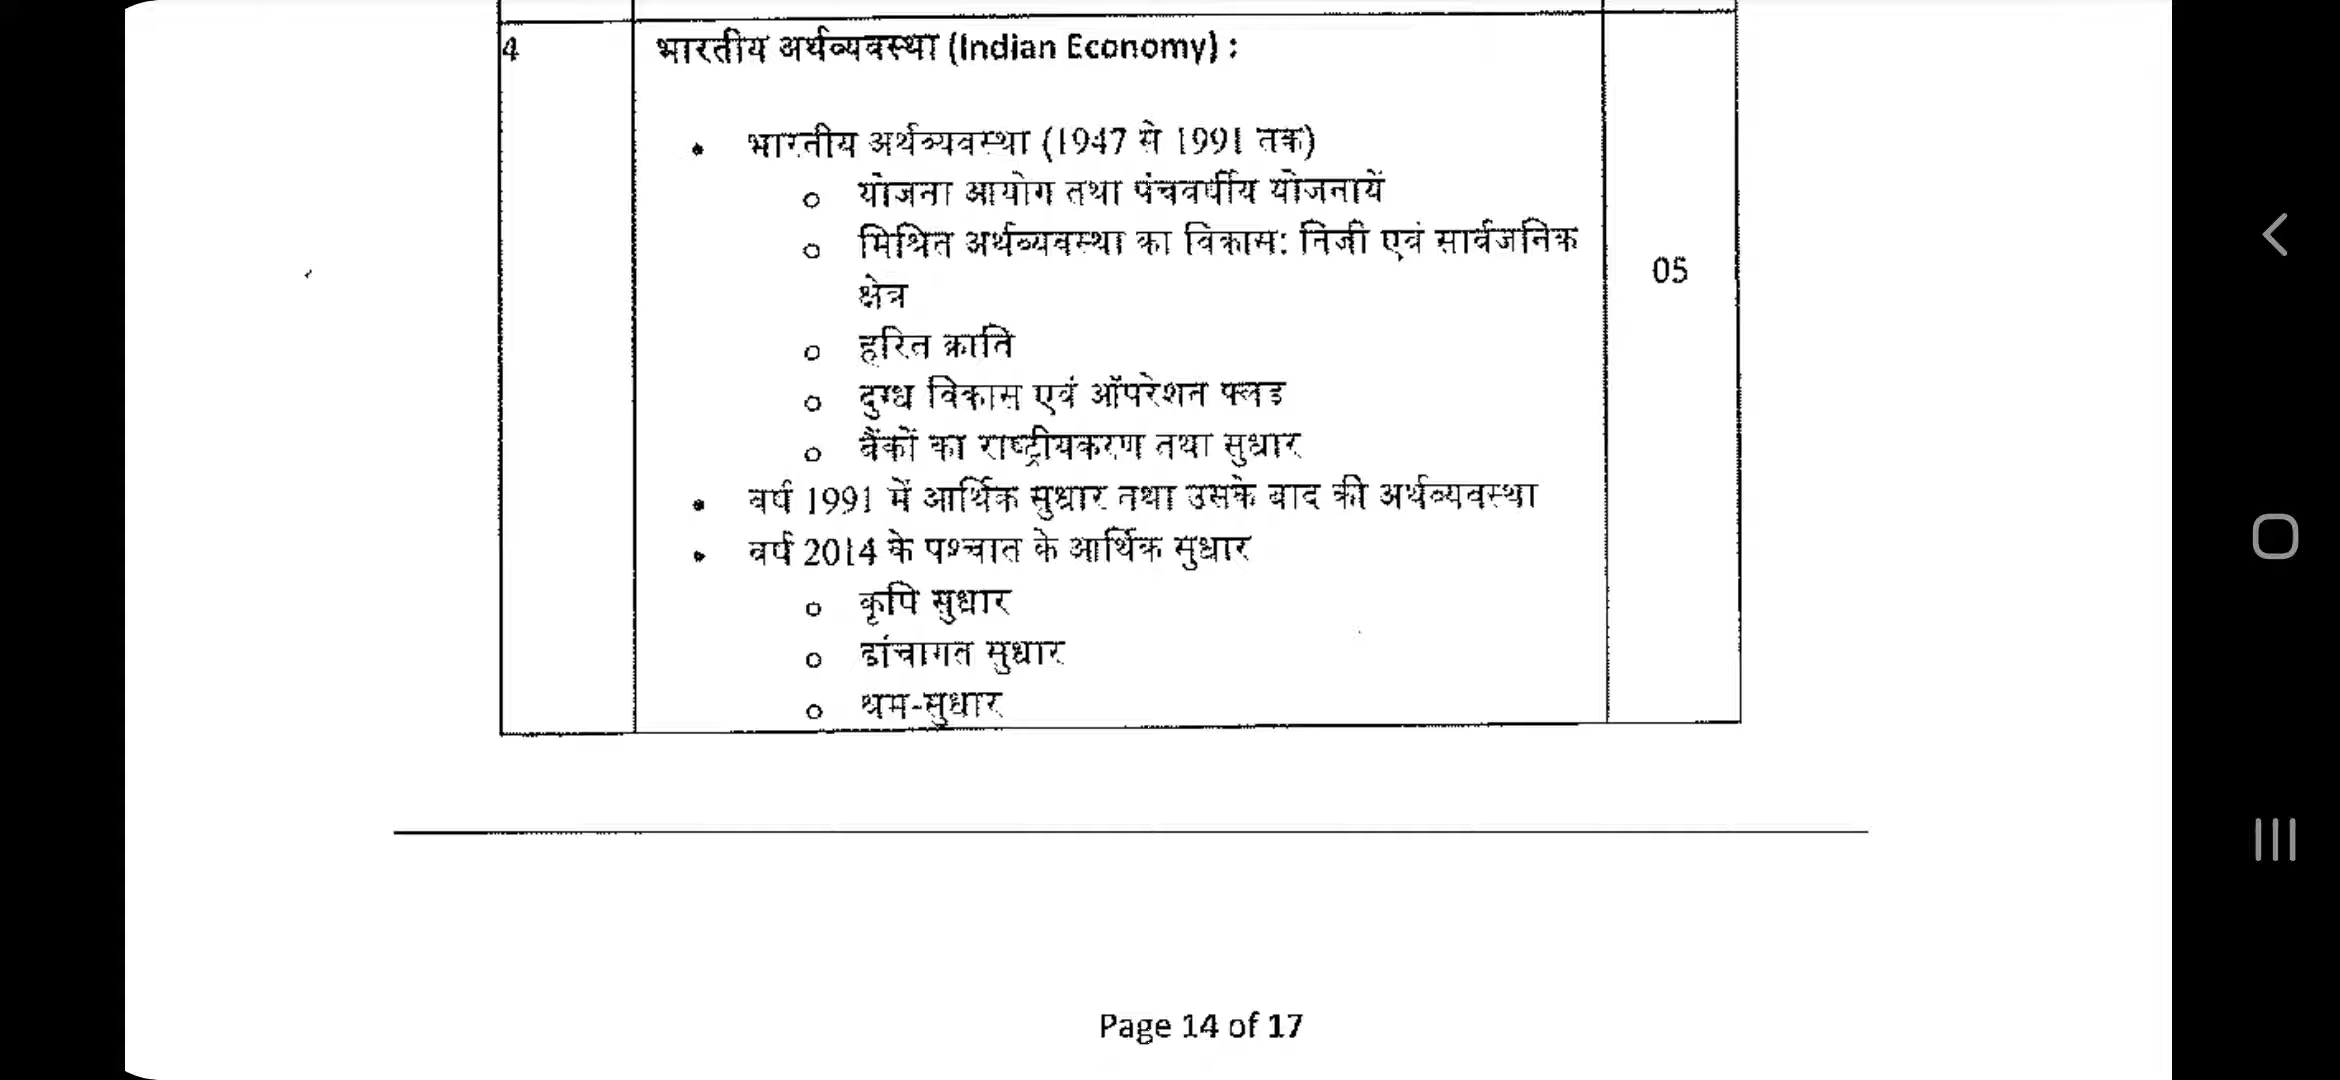 4
भारतीय अर्थव्यवस्था (Indian Economy) :
• भारतीय अर्थव्यवस्था (1947 से 1991 तक)
o योजना आयोग तथा पंचवर्षीय योजनायें
o मिश्रित अर्थव्यवस्था का विकास: निजी एवं सार्वजनिक
क्षेत्र
05
o हरित क्रांति
o दुग्ध विकास एवं ऑपरेशन फ्लड
o बैंकों का राष्ट्रीयकरण तथा सुधार
• वर्ष 1991 में आर्थिक सुधार तथा उसके बाद की अर्थव्यवस्था
• वर्ष 2014 के पश्चात के आर्थिक सुधार
o कृषि सुधार
o ढांचागत सुधार
o श्रम-सुधार
Page 14 of 17